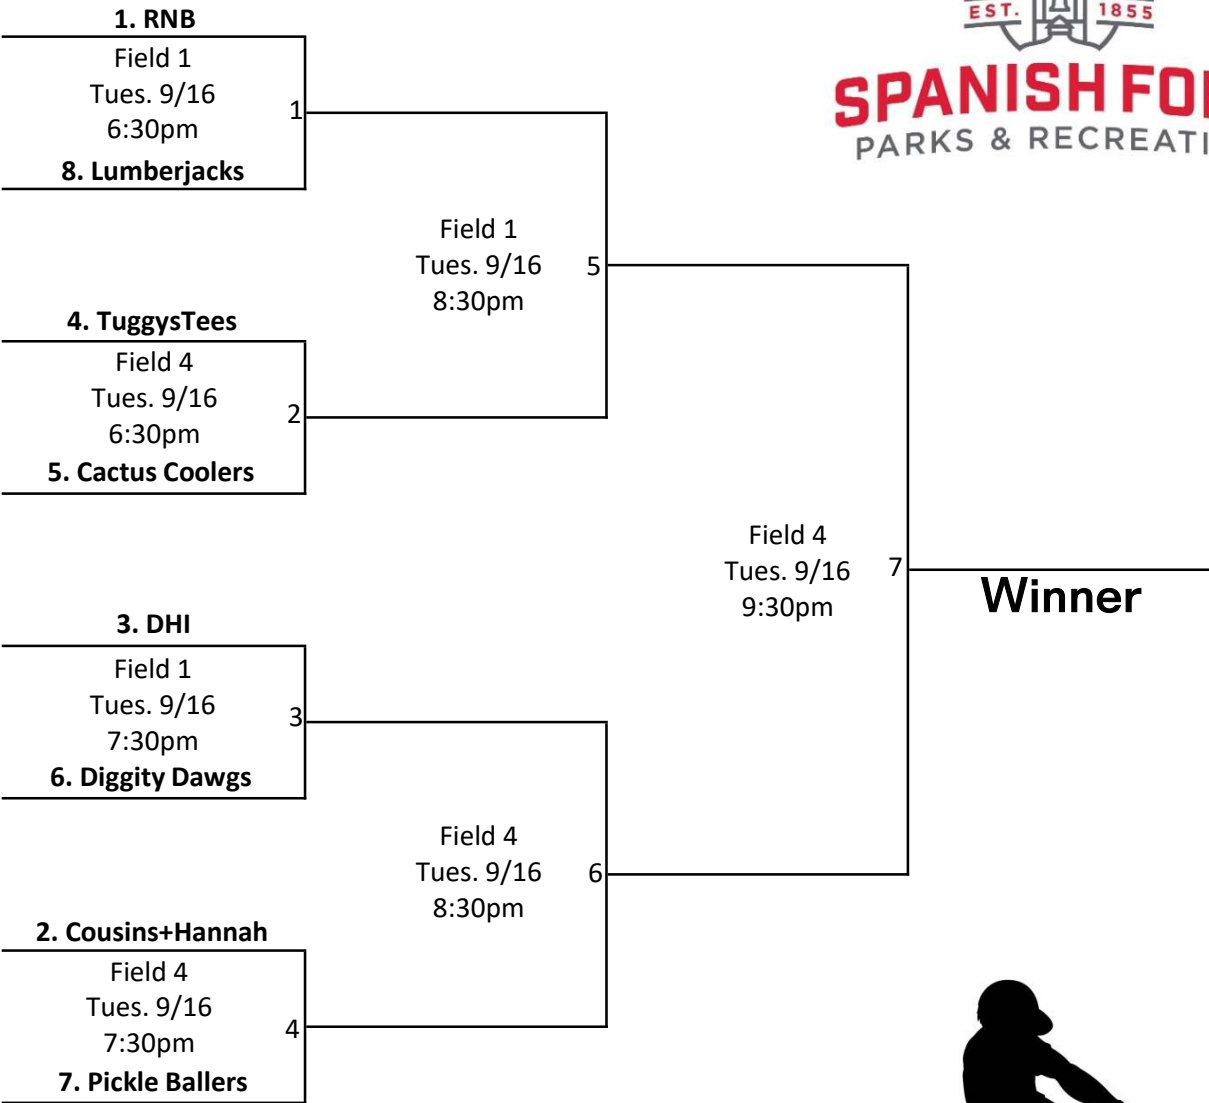 1. RNB
Field 1
Tues. 9/16
6:30pm
1
8. Lumberjacks
EST. 1855
SPANISH
PARKS & RECREATI
Field 1
Tues. 9/16
8:30pm
5
4. TuggysTees
Field 4
Tues. 9/16
6:30pm
2
5. Cactus Coolers
Field 4
Tues. 9/16
9:30pm
7
Winner
3. DHI
Field 1
Tues. 9/16
7:30pm
3
6. Diggity Dawgs
Field 4
Tues. 9/16
8:30pm
6
2. Cousins+Hannah
Field 4
Tues. 9/16
7:30pm
4
7. Pickle Ballers